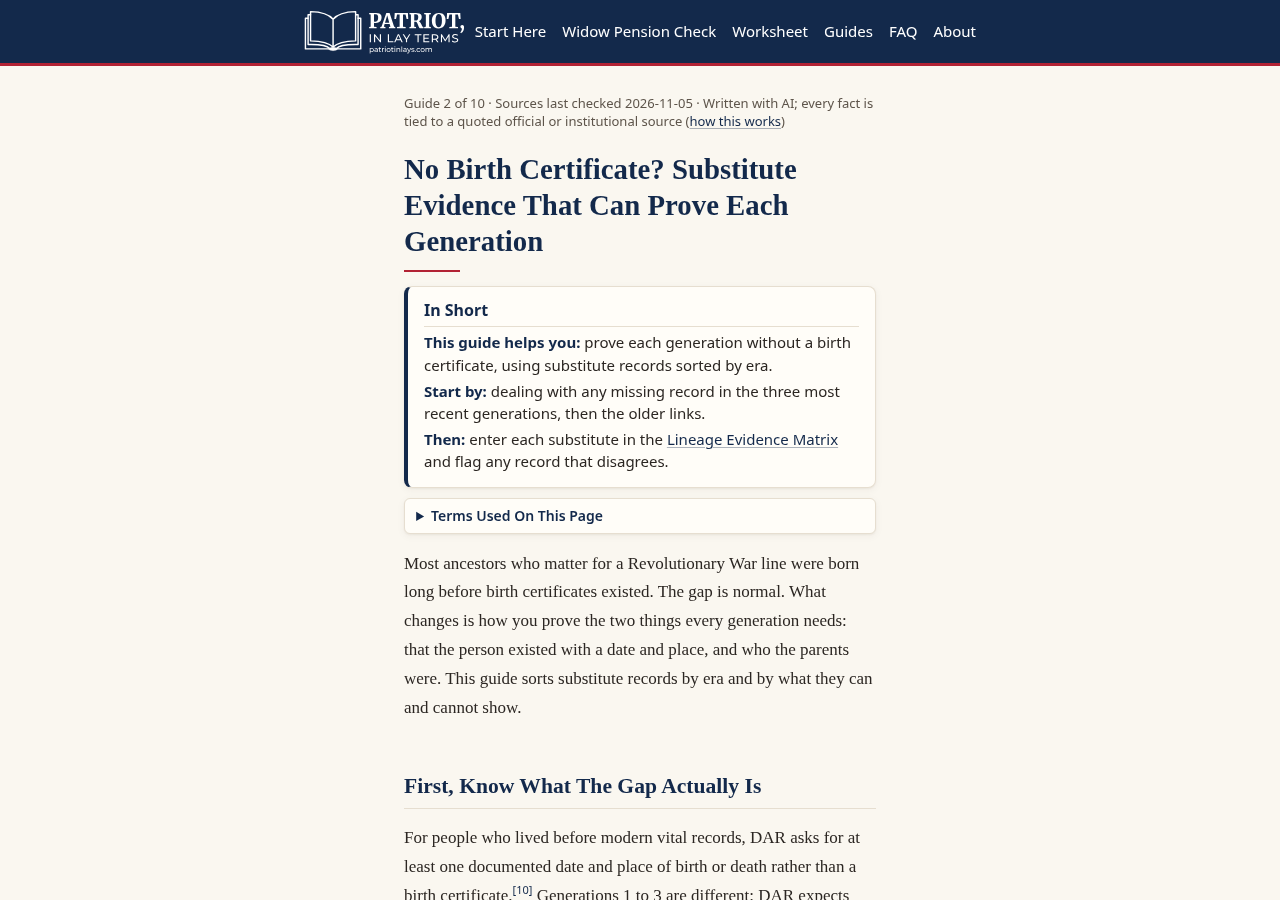 PATRIOT,
IN LAY TERMS
patriotinlays.com
Start Here Widow Pension Check Worksheet Guides FAQ About
Guide 2 of 10 · Sources last checked 2026-11-05 · Written with AI; every fact is
tied to a quoted official or institutional source (how this works)
No Birth Certificate? Substitute
Evidence That Can Prove Each
Generation
In Short
This guide helps you: prove each generation without a birth
certificate, using substitute records sorted by era.
Start by: dealing with any missing record in the three most
recent generations, then the older links.
Then: enter each substitute in the Lineage Evidence Matrix
and flag any record that disagrees.
▶ Terms Used On This Page
Most ancestors who matter for a Revolutionary War line were born
long before birth certificates existed. The gap is normal. What
changes is how you prove the two things every generation needs:
that the person existed with a date and place, and who the parents
were. This guide sorts substitute records by era and by what they can
and cannot show.
First, Know What The Gap Actually Is
For people who lived before modern vital records, DAR asks for at
least one documented date and place of birth or death rather than a
birth certificate.[10] Generations 1 to 3 are different: DAR expects